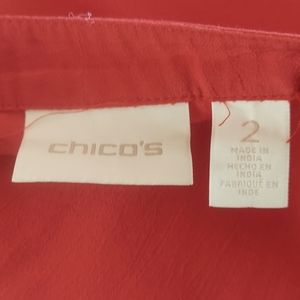 chico's
2
MADE IN
INDIA
HECHO EN
INDIA
FABRIQUÉ EN
INDE